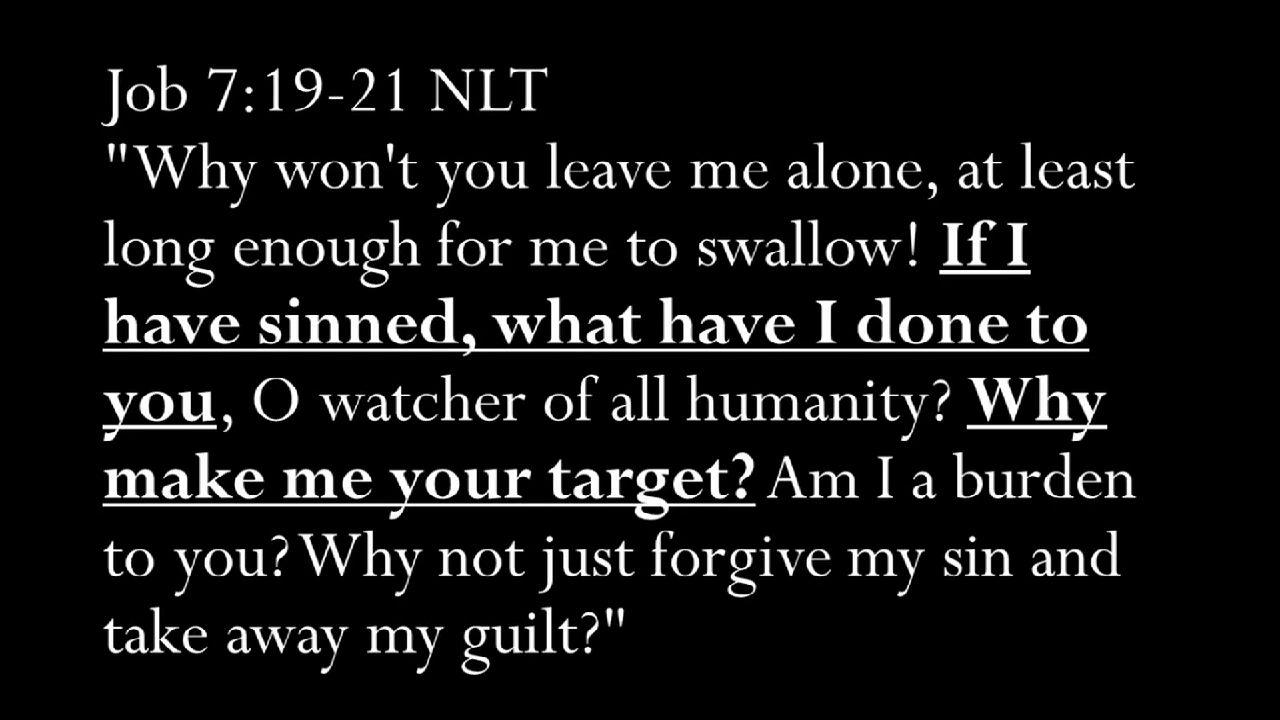 Job 7:19-21 NLT
"Why won't you leave me alone, at least
long enough for me to swallow! If I
have sinned, what have I done to
you, O watcher of all humanity? Why
make me your target? Am I a burden
to you? Why not just forgive my sin and
take away my guilt?"